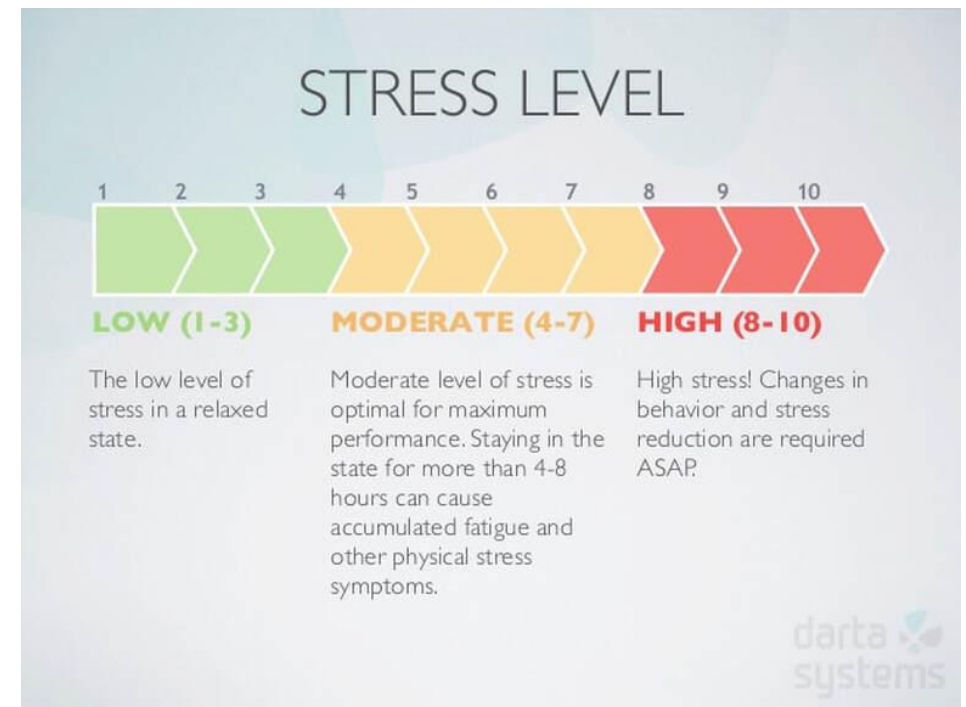 STRESS LEVEL
1 2 3 4 5 6 7 8 9 10
LOW (1-3)
The low level of
stress in a relaxed
state.
MODERATE (4-7)
Moderate level of stress is
optimal for maximum
performance. Staying in the
state for more than 4-8
hours can cause
accumulated fatigue and
other physical stress
symptoms.
HIGH (8-10)
High stress! Changes in
behavior and stress
reduction are required
ASAP.
darta
systems